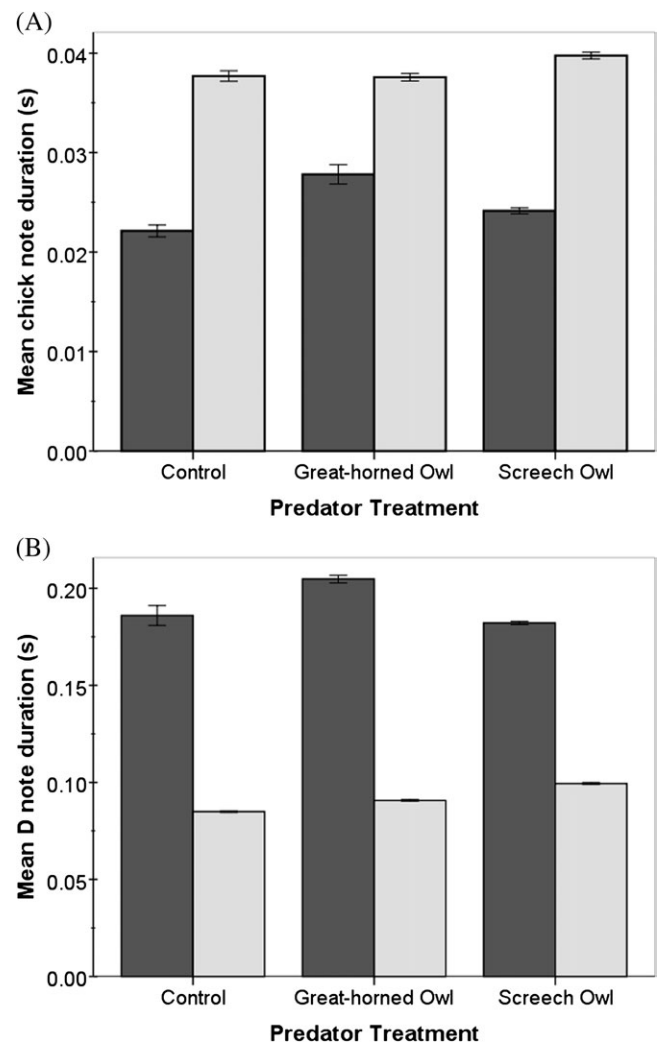 (A)
Mean chick note duration (s)
0.04
0.03
0.02
0.01
0.00
Control
Great-horned Owl
Screech Owl
Predator Treatment
(B)
Mean D note duration (s)
0.20
0.15
0.10
0.05
0.00
Control
Great-horned Owl
Screech Owl
Predator Treatment